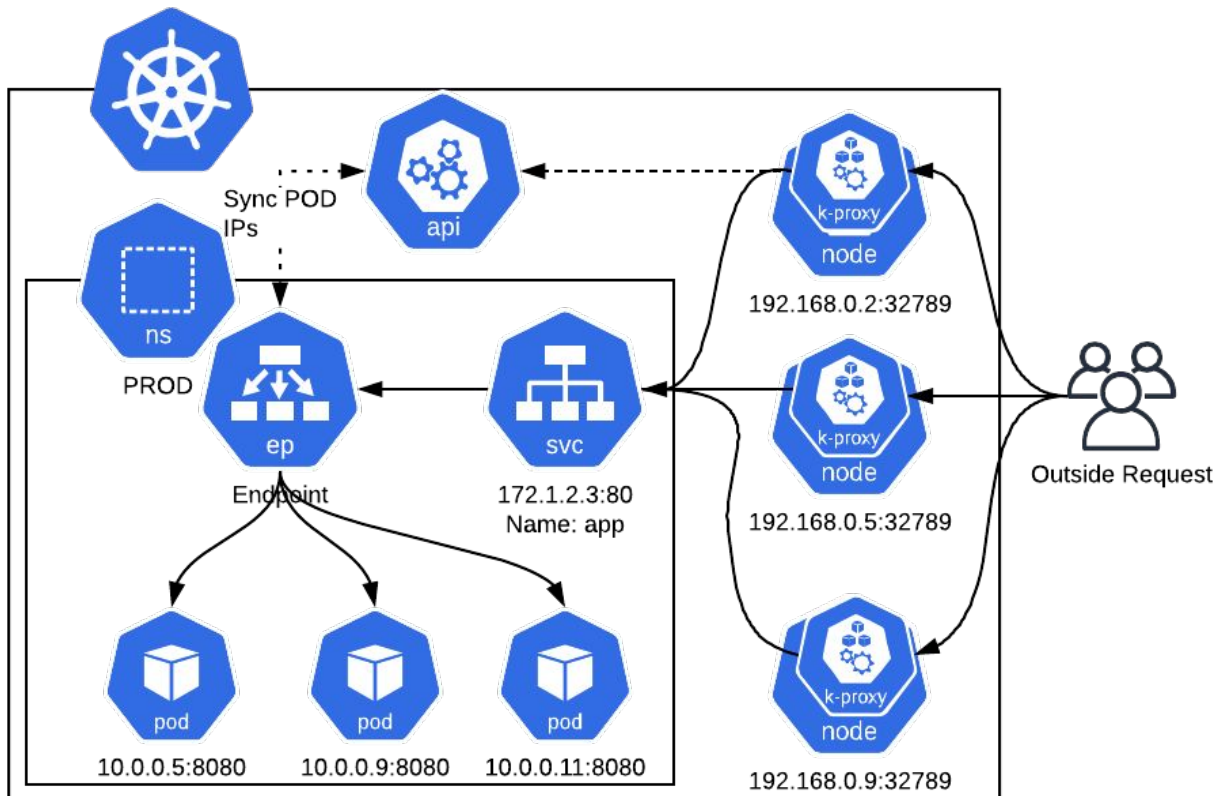 Sync POD
IPs
api
k-proxy
node
192.168.0.2:32789
ns
PROD
ep
Endpoint
svc
172.1.2.3:80
Name: app
k-proxy
node
192.168.0.5:32789
Outside Request
pod
10.0.0.5:8080
pod
10.0.0.9:8080
pod
10.0.0.11:8080
k-proxy
node
192.168.0.9:32789